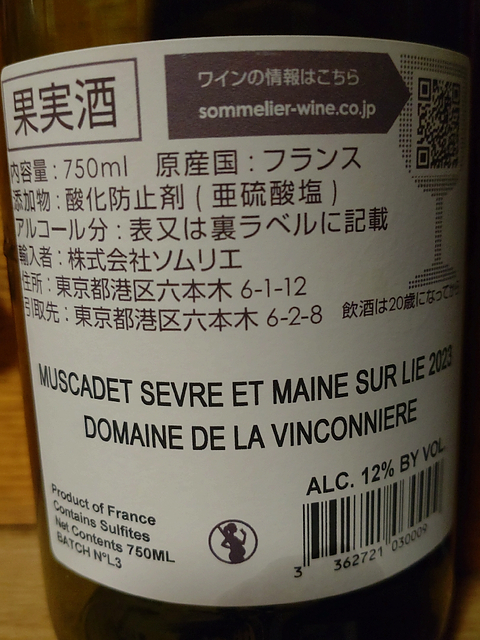 果実酒
ワインの情報はこちら
sommelier-wine.co.jp
内容量：750ml 原産国：フランス
添加物：酸化防止剤（亜硫酸塩）
アルコール分：表又は裏ラベルに記載
輸入者：株式会社ソムリエ
住所：東京都港区六本木 6-1-12
引取先：東京都港区六本木 6-2-8
飲酒は20歳になってから
MUSCADET SEVRE ET MAINE SUR LIE 2023
DOMAINE DE LA VINCONNIERE
ALC. 12% BY VOL.
Product of France
Contains Sulfites
Net Contents 750ML
BATCH N°L3
3 362721 030009